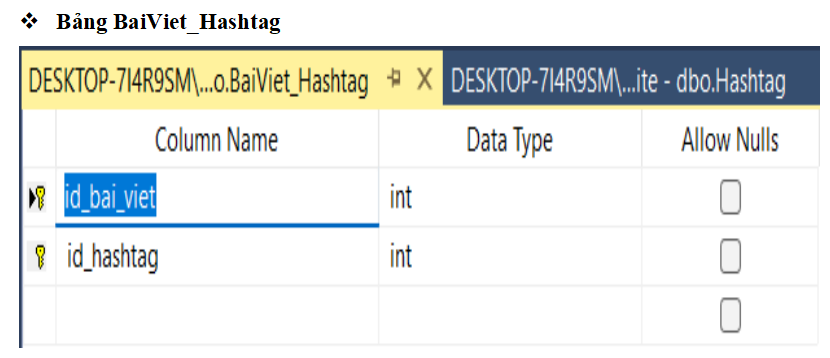 ❖ Bảng BaiViet_Hashtag
DESKTOP-7I4R9SM\...o.BaiViet_Hashtag DESKTOP-7I4R9SM\...ite - dbo.Hashtag
Column Name Data Type Allow Nulls
id_bai_viet int
id_hashtag int